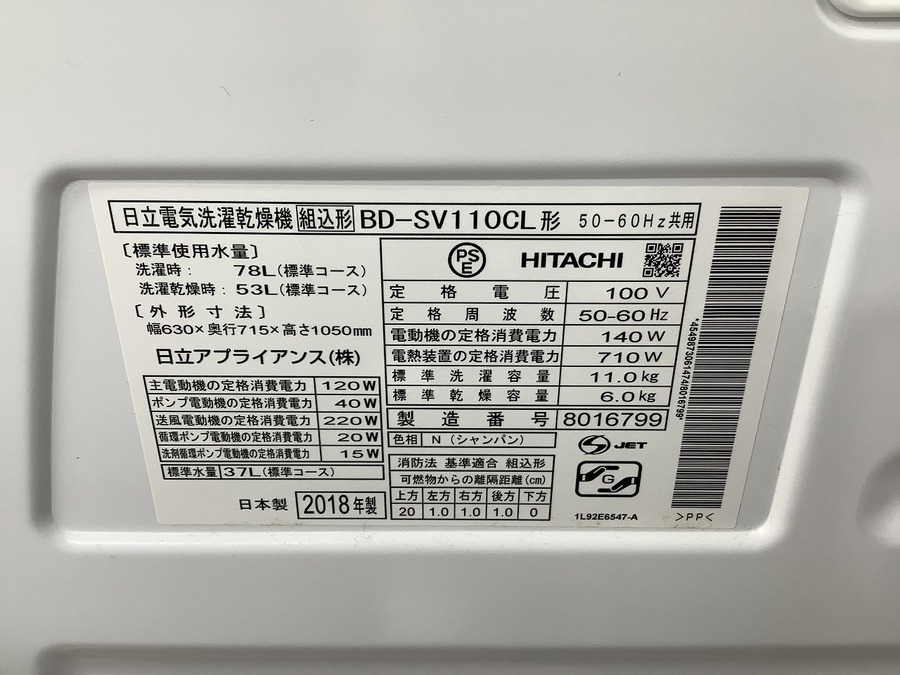 日立電気洗濯乾燥機 組込形 BD-SV110CL形 50-60Hz共用
〔標準使用水量〕
洗濯時： 78L(標準コース)
洗濯乾燥時：53L(標準コース)
〔外形寸法〕
幅630×奥行715×高さ1050mm
日立アプライアンス(株)
主電動機の定格消費電力 120W
ポンプ電動機の定格消費電力 40W
送風電動機の定格消費電力 220W
循環ポンプ電動機の定格消費電力 20W
洗剤循環ポンプ電動機の定格消費電力 15W
標準水量 37L(標準コース)
日本製 2018年製
PSE HITACHI
定格電圧 100V
定格周波数 50-60Hz
電動機の定格消費電力 140W
電熱装置の定格消費電力 710W
標準洗濯容量 11.0kg
標準乾燥容量 6.0kg
製造番号 8016799
色相 N（シャンパン）
消防法 基準適合 組込形
可燃物からの離隔距離(cm)
上方 左方 右方 後方 下方
20 1.0 1.0 1.0 0
S JET
G
1L92E6547-A
*4549873061474/8016799*
>PP<